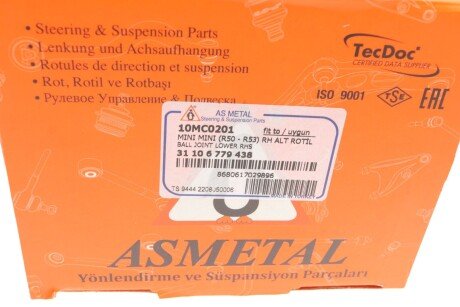 • Steering & Suspension Parts
• Lenkung und Achsaufhangung
• Rotules de direction et suspension
• Rot, Rotil ve Rotbaşı
• Рулевое Управление & Подвеска
TecDoc
CERTIFIED DATA SUPPLIER
ISO 9001
TSE
EAC
AS METAL
Steering & Suspension Parts
10MC0201 fit to / uygun
MINI MINI (R50 - R53) RH ALT ROTIL
BALL JOINT LOWER RHS
31 10 6 779 438
8680617029896
TS 9444 2208J50006
ASMETAL
Yönlendirme ve Süspansiyon Parçaları